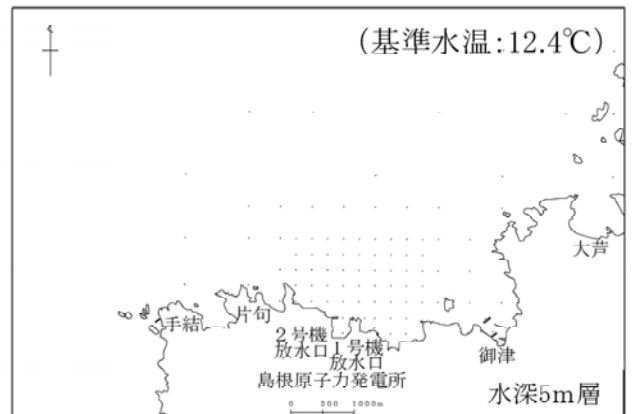 (基準水温:12.4℃)
大芦
手結
片句
2号機
放水口
1号機
放水口
御津
島根原子力発電所
水深5m層
0 500 1000m